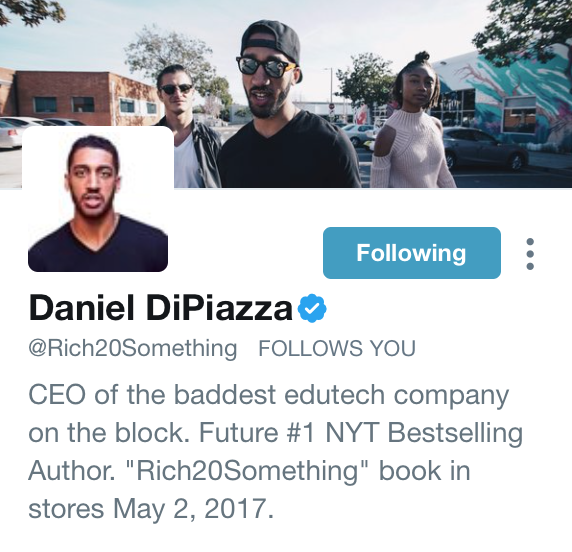 Following
Daniel DiPiazza
@Rich20Something FOLLOWS YOU
CEO of the baddest edutech company
on the block. Future #1 NYT Bestselling
Author. "Rich20Something" book in
stores May 2, 2017.